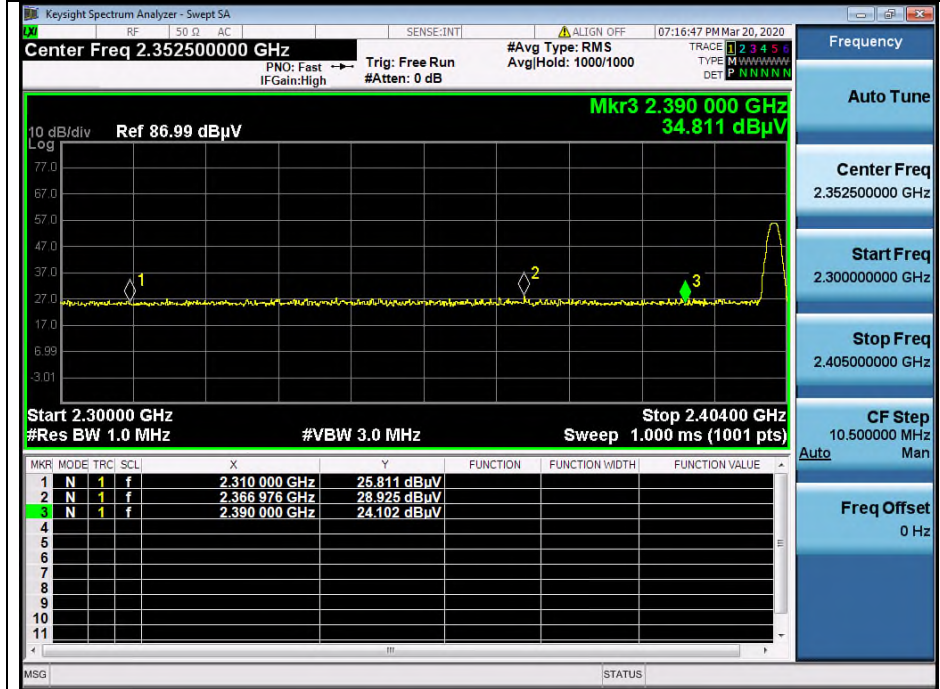 Keysight Spectrum Analyzer - Swept SA
LXI RF 50 Ω AC SENSE:INT ALIGN OFF 07:16:47 PM Mar 20, 2020
Center Freq 2.352500000 GHz
#Avg Type: RMS
TRACE 1 2 3 4 5 6
PNO: Fast
Trig: Free Run
Avg|Hold: 1000/1000
TYPE M WWWWW
IFGain:High
#Atten: 0 dB
DET P N N N N N
Mkr3 2.390 000 GHz
34.811 dBµV
10 dB/div Ref 86.99 dBµV
Log
77.0
67.0
57.0
47.0
37.0
27.0
17.0
6.99
-3.01
1
2
3
Start 2.30000 GHz
Stop 2.40400 GHz
#Res BW 1.0 MHz
#VBW 3.0 MHz
Sweep 1.000 ms (1001 pts)
MKR MODE TRC SCL X Y FUNCTION FUNCTION WIDTH FUNCTION VALUE
1 N 1 f 2.310 000 GHz 25.811 dBµV
2 N 1 f 2.366 976 GHz 28.925 dBµV
3 N 1 f 2.390 000 GHz 24.102 dBµV
4
5
6
7
8
9
10
11
MSG
STATUS
Frequency
Auto Tune
Center Freq
2.352500000 GHz
Start Freq
2.300000000 GHz
Stop Freq
2.405000000 GHz
CF Step
10.500000 MHz
Auto Man
Freq Offset
0 Hz